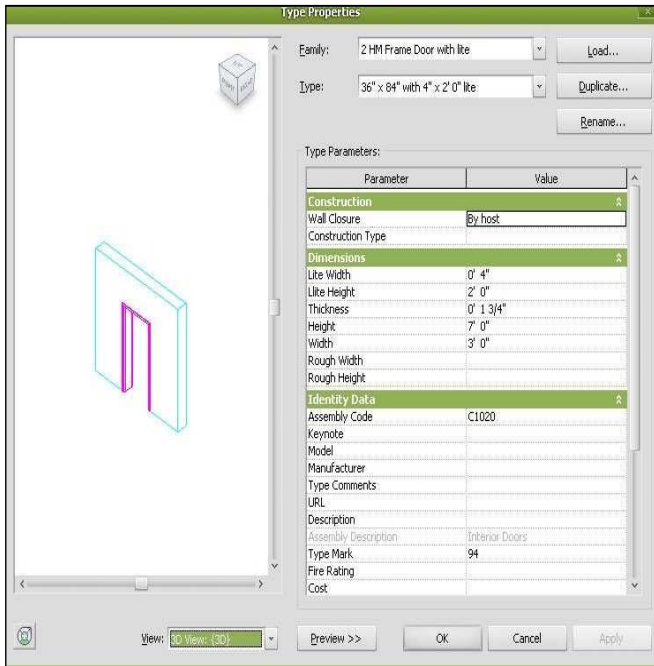 Type Properties
Family: 2 HM Frame Door with lite Load...
Type: 36" x 84" with 4" x 2' 0" lite Duplicate...
Rename...
Type Parameters:
Parameter Value
Construction
Wall Closure By host
Construction Type
Dimensions
Lite Width 0' 4"
Llite Height 2' 0"
Thickness 0' 1 3/4"
Height 7' 0"
Width 3' 0"
Rough Width
Rough Height
Identity Data
Assembly Code C1020
Keynote
Model
Manufacturer
Type Comments
URL
Description
Assembly Description Interior Doors
Type Mark 94
Fire Rating
Cost
View: 3D View: {3D} Preview >> OK Cancel Apply